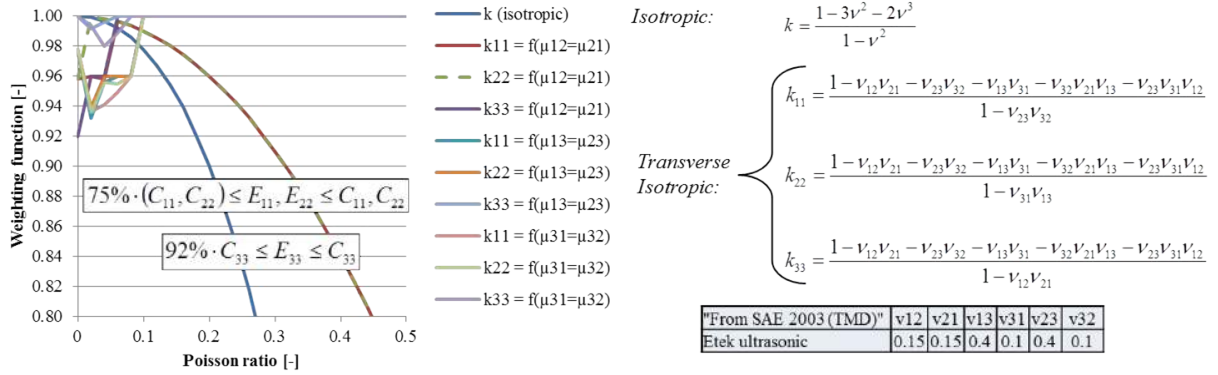 1.00
0.98
0.96
0.94
0.92
0.90
0.88
0.86
0.84
0.82
0.80
Weighting function [-]
0 0.1 0.2 0.3 0.4 0.5
Poisson ratio [-]
75%·(C₁₁, C₂₂) ≤ E₁₁, E₂₂ ≤ C₁₁, C₂₂
92%·C₃₃ ≤ E₃₃ ≤ C₃₃
k (isotropic)
k11 = f(µ12=µ21)
k22 = f(µ12=µ21)
k33 = f(µ12=µ21)
k11 = f(µ13=µ23)
k22 = f(µ13=µ23)
k33 = f(µ13=µ23)
k11 = f(µ31=µ32)
k22 = f(µ31=µ32)
k33 = f(µ31=µ32)
Isotropic: k = (1−3ν²−2ν³) / (1−ν²)
Transverse
Isotropic:
k₁₁ = (1−ν₁₂ν₂₁−ν₂₃ν₃₂−ν₁₃ν₃₁−ν₃₂ν₂₁ν₁₃−ν₂₃ν₃₁ν₁₂) / (1−ν₂₃ν₃₂)
k₂₂ = (1−ν₁₂ν₂₁−ν₂₃ν₃₂−ν₁₃ν₃₁−ν₃₂ν₂₁ν₁₃−ν₂₃ν₃₁ν₁₂) / (1−ν₃₁ν₁₃)
k₃₃ = (1−ν₁₂ν₂₁−ν₂₃ν₃₂−ν₁₃ν₃₁−ν₃₂ν₂₁ν₁₃−ν₂₃ν₃₁ν₁₂) / (1−ν₁₂ν₂₁)
"From SAE 2003 (TMD)" v12 v21 v13 v31 v23 v32
Etek ultrasonic 0.15 0.15 0.4 0.1 0.4 0.1